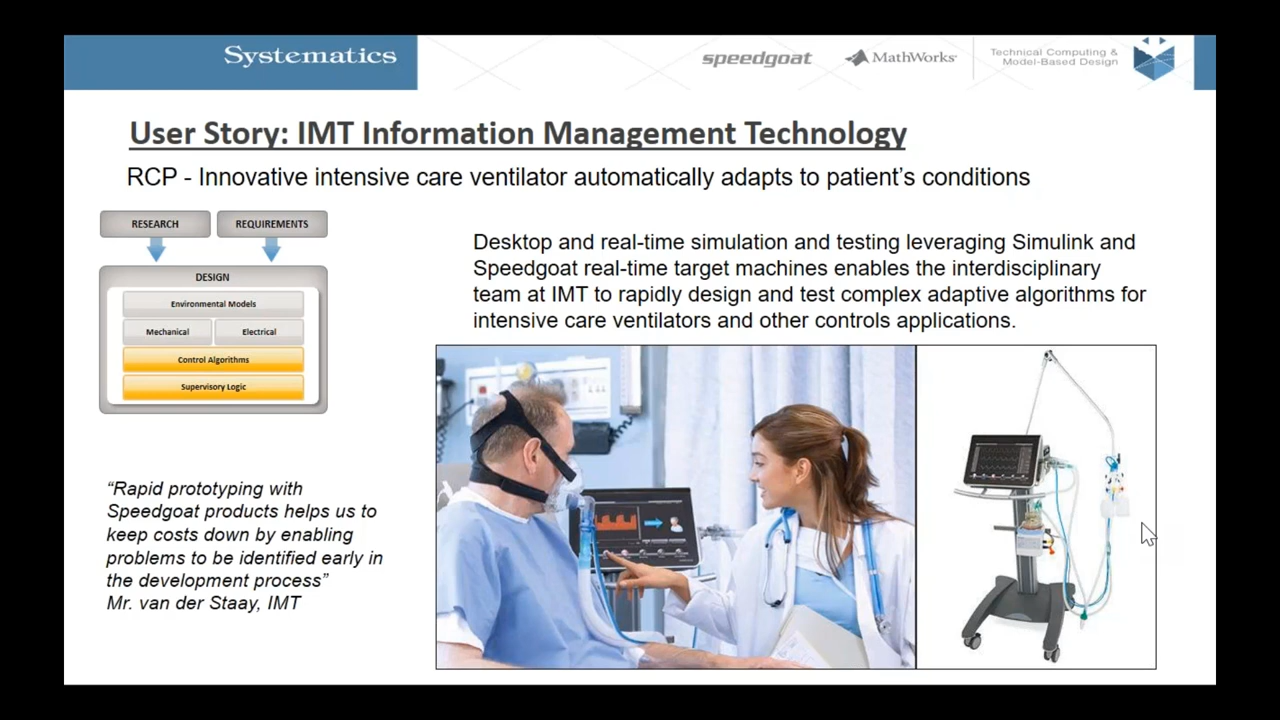 Systematics
speedgoat
MathWorks
Technical Computing &
Model-Based Design
User Story: IMT Information Management Technology
RCP - Innovative intensive care ventilator automatically adapts to patient's conditions
RESEARCH
REQUIREMENTS
DESIGN
Environmental Models
Mechanical
Electrical
Control Algorithms
Supervisory Logic
Desktop and real-time simulation and testing leveraging Simulink and
Speedgoat real-time target machines enables the interdisciplinary
team at IMT to rapidly design and test complex adaptive algorithms for
intensive care ventilators and other controls applications.
“Rapid prototyping with
Speedgoat products helps us to
keep costs down by enabling
problems to be identified early in
the development process”
Mr. van der Staay, IMT